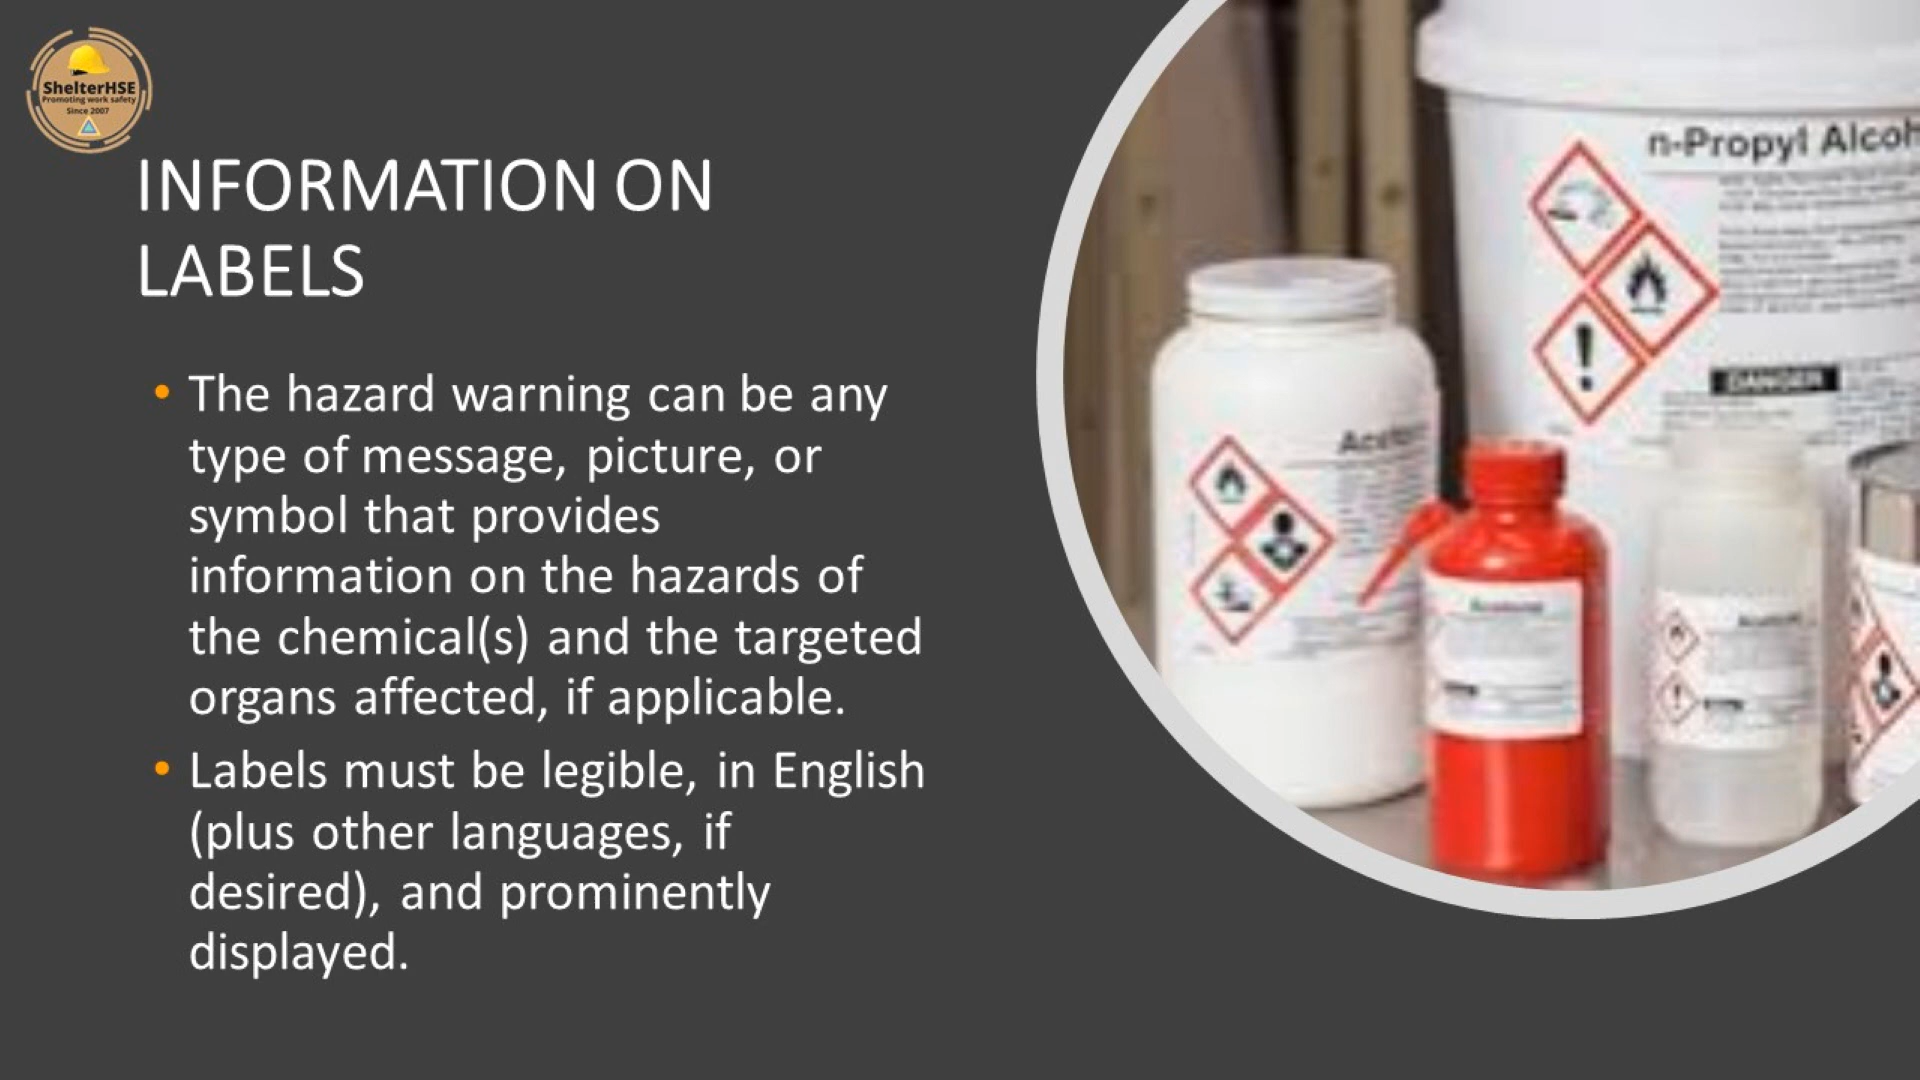 ShelterHSE
Promoting work safety
Since 2007
INFORMATION ON
LABELS
• The hazard warning can be any
type of message, picture, or
symbol that provides
information on the hazards of
the chemical(s) and the targeted
organs affected, if applicable.
• Labels must be legible, in English
(plus other languages, if
desired), and prominently
displayed.
n-Propyl Alcoh
DANGER